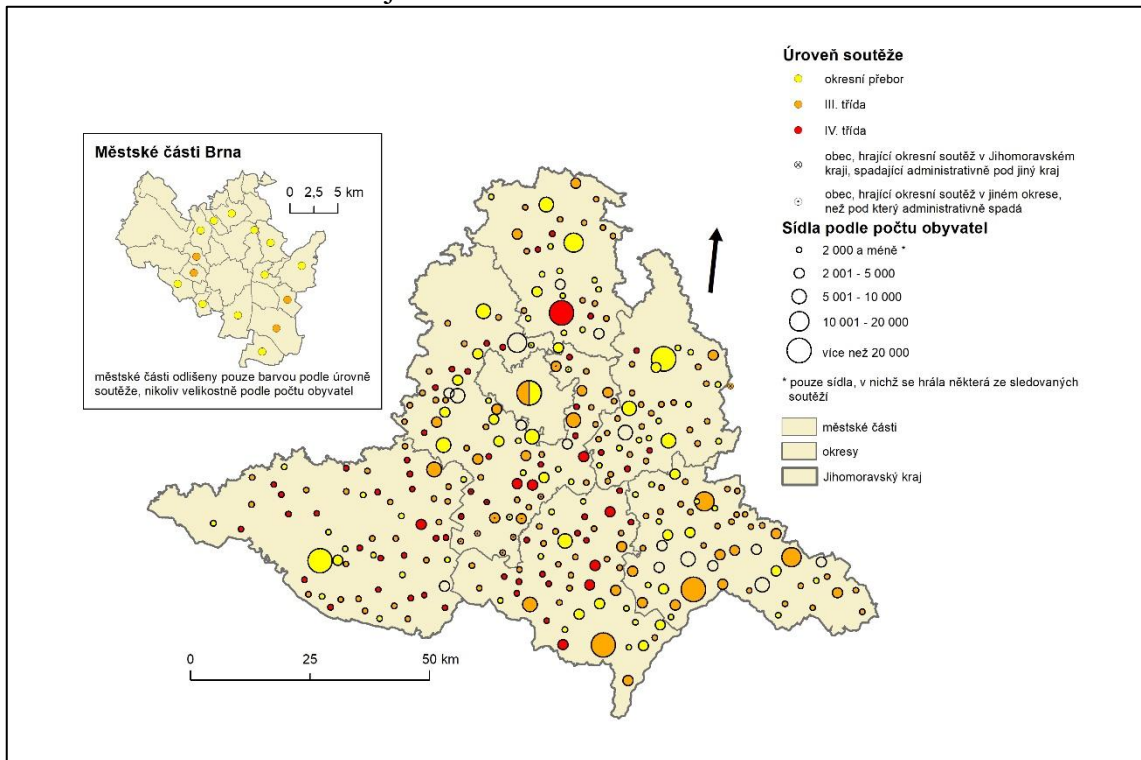 Městské části Brna
0 2,5 5 km
městské části odlišeny pouze barvou podle úrovně
soutěže, nikoliv velikostně podle počtu obyvatel
Úroveň soutěže
okresní přebor
III. třída
IV. třída
obec, hrající okresní soutěž v Jihomoravském
kraji, spadající administrativně pod jiný kraj
obec, hrající okresní soutěž v jiném okrese,
než pod který administrativně spadá
Sídla podle počtu obyvatel
2 000 a méně *
2 001 - 5 000
5 001 - 10 000
10 001 - 20 000
více než 20 000
* pouze sídla, v nichž se hrála některá ze sledovaných
soutěží
městské části
okresy
Jihomoravský kraj
0 25 50 km